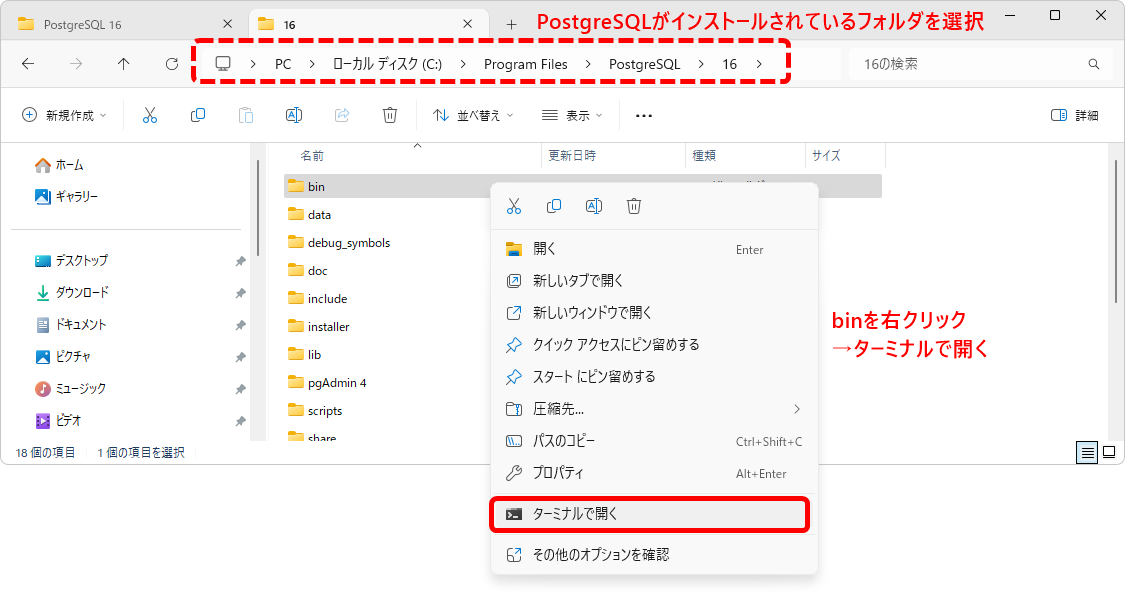 PostgreSQL 16
16
PostgreSQLがインストールされているフォルダを選択
PC
ローカル ディスク (C:)
Program Files
PostgreSQL
16
16の検索
新規作成
並べ替え
表示
詳細
名前
更新日時
種類
サイズ
ホーム
ギャラリー
デスクトップ
ダウンロード
ドキュメント
ピクチャ
ミュージック
ビデオ
bin
data
debug_symbols
doc
include
installer
lib
pgAdmin 4
scripts
share
開く Enter
新しいタブで開く
新しいウィンドウで開く
クイック アクセスにピン留めする
スタート にピン留めする
圧縮先...
パスのコピー Ctrl+Shift+C
プロパティ Alt+Enter
ターミナルで開く
その他のオプションを確認
binを右クリック
→ターミナルで開く
18 個の項目
1 個の項目を選択